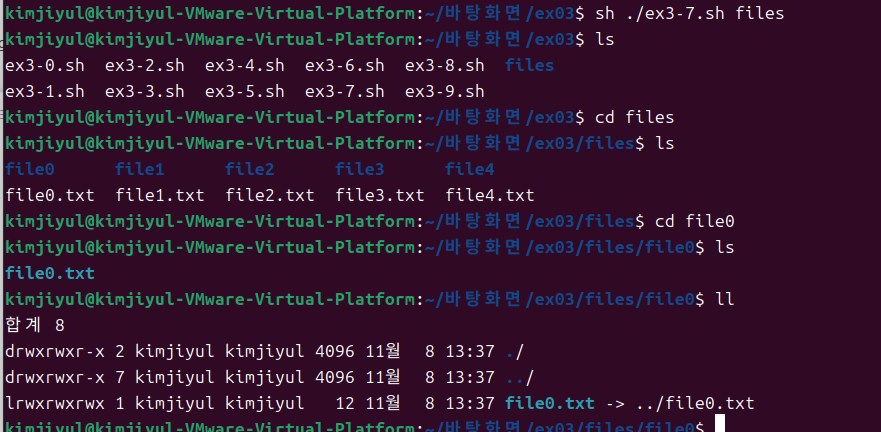 kimjiyul@kimjiyul-VMware-Virtual-Platform:~/바탕화면/ex03$ sh ./ex3-7.sh files
kimjiyul@kimjiyul-VMware-Virtual-Platform:~/바탕화면/ex03$ ls
ex3-0.sh  ex3-2.sh  ex3-4.sh  ex3-6.sh  ex3-8.sh  files
ex3-1.sh  ex3-3.sh  ex3-5.sh  ex3-7.sh  ex3-9.sh
kimjiyul@kimjiyul-VMware-Virtual-Platform:~/바탕화면/ex03$ cd files
kimjiyul@kimjiyul-VMware-Virtual-Platform:~/바탕화면/ex03/files$ ls
file0      file1      file2      file3      file4
file0.txt  file1.txt  file2.txt  file3.txt  file4.txt
kimjiyul@kimjiyul-VMware-Virtual-Platform:~/바탕화면/ex03/files$ cd file0
kimjiyul@kimjiyul-VMware-Virtual-Platform:~/바탕화면/ex03/files/file0$ ls
file0.txt
kimjiyul@kimjiyul-VMware-Virtual-Platform:~/바탕화면/ex03/files/file0$ ll
합계 8
drwxrwxr-x 2 kimjiyul kimjiyul 4096 11월  8 13:37 ./
drwxrwxr-x 7 kimjiyul kimjiyul 4096 11월  8 13:37 ../
lrwxrwxrwx 1 kimjiyul kimjiyul   12 11월  8 13:37 file0.txt -> ../file0.txt
kimjiyul@kimjiyul-VMware-Virtual-Platform:~/바탕화면/ex03/files/file0$